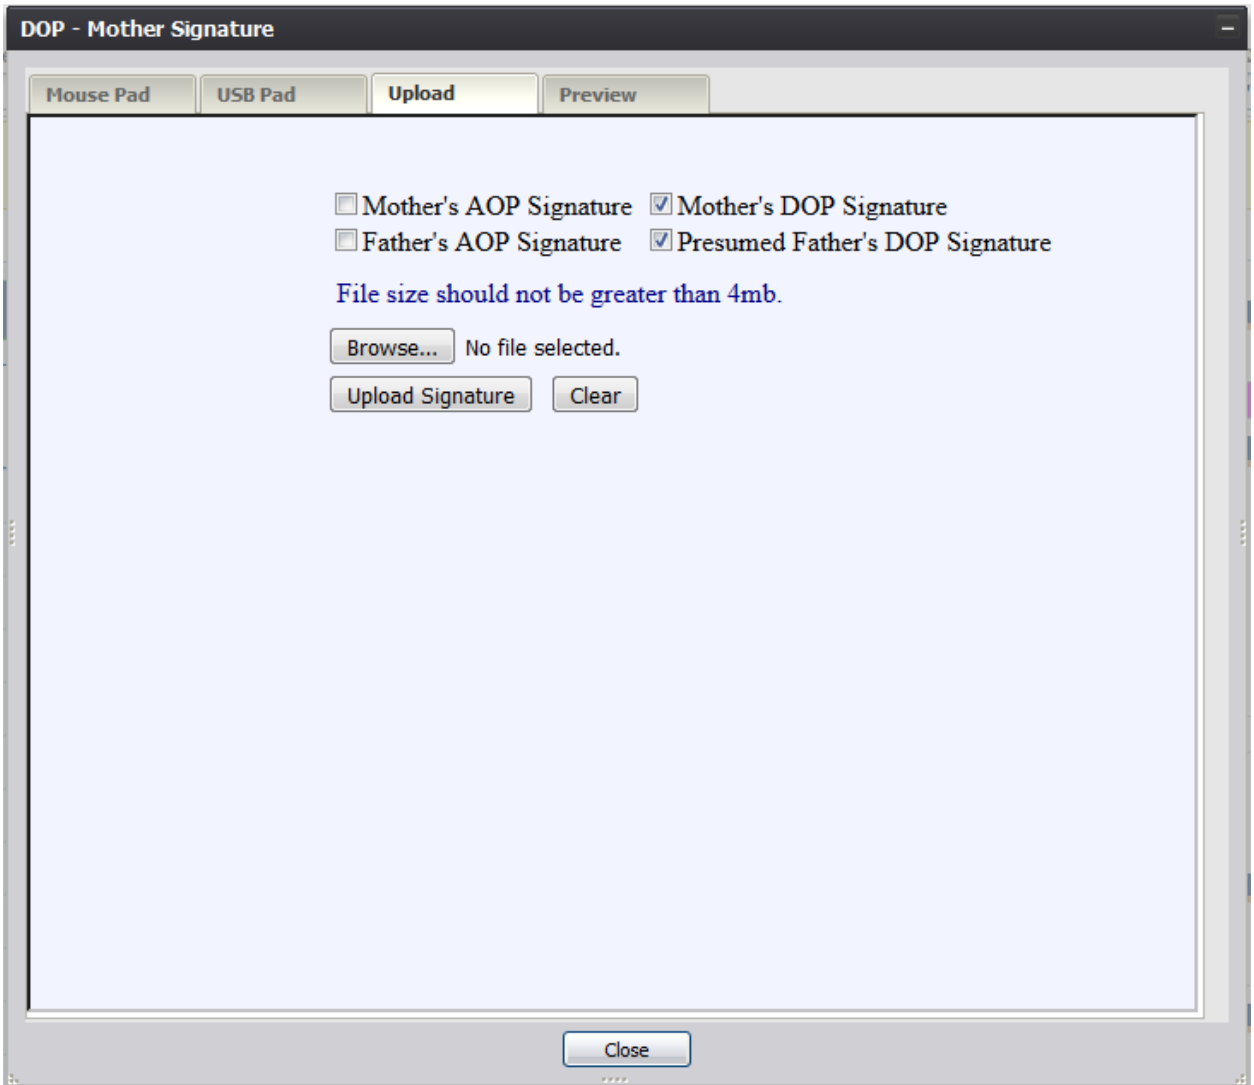 DOP - Mother Signature
Mouse Pad USB Pad Upload Preview
Mother's AOP Signature Mother's DOP Signature
Father's AOP Signature Presumed Father's DOP Signature
File size should not be greater than 4mb.
Browse... No file selected.
Upload Signature Clear
Close